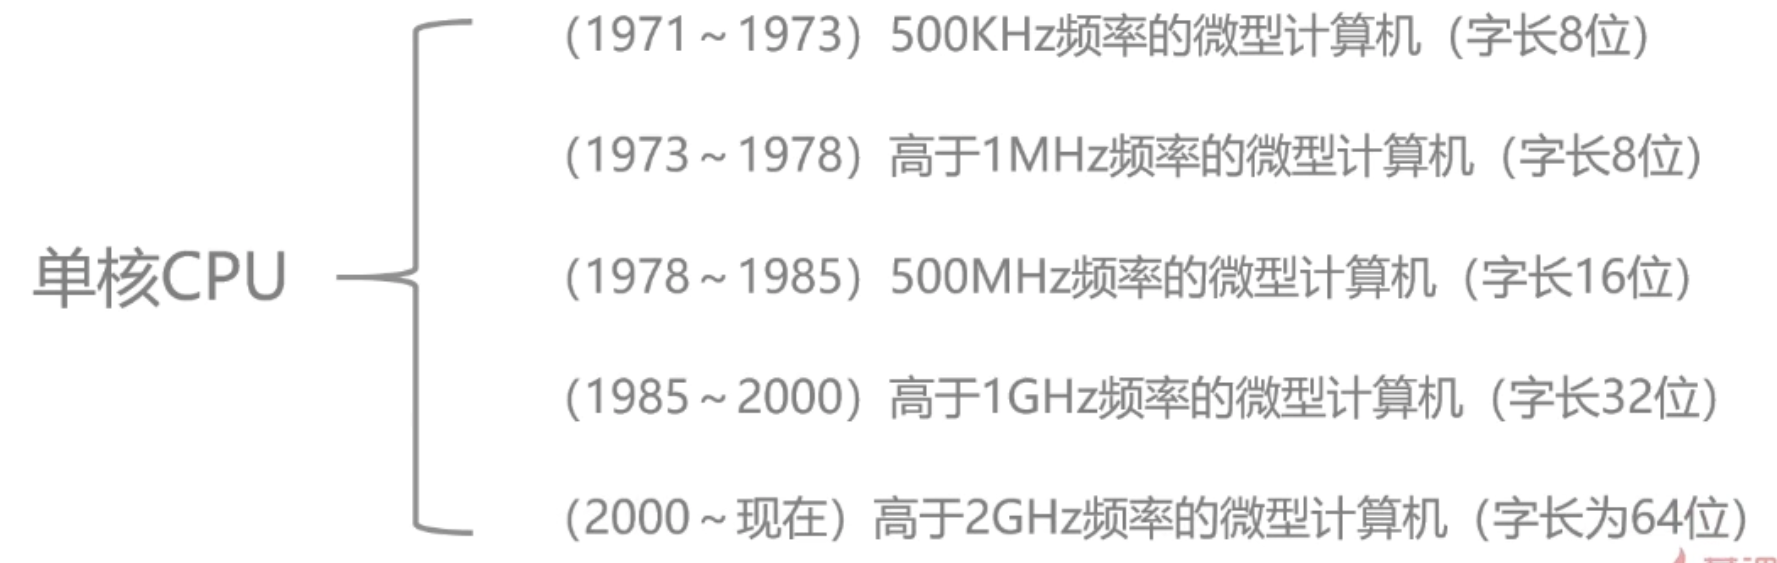 (1971～1973) 500KHz频率的微型计算机（字长8位）
(1973～1978) 高于1MHz频率的微型计算机（字长8位）
单核CPU
(1978～1985) 500MHz频率的微型计算机（字长16位）
(1985～2000) 高于1GHz频率的微型计算机（字长32位）
(2000～现在) 高于2GHz频率的微型计算机（字长为64位）